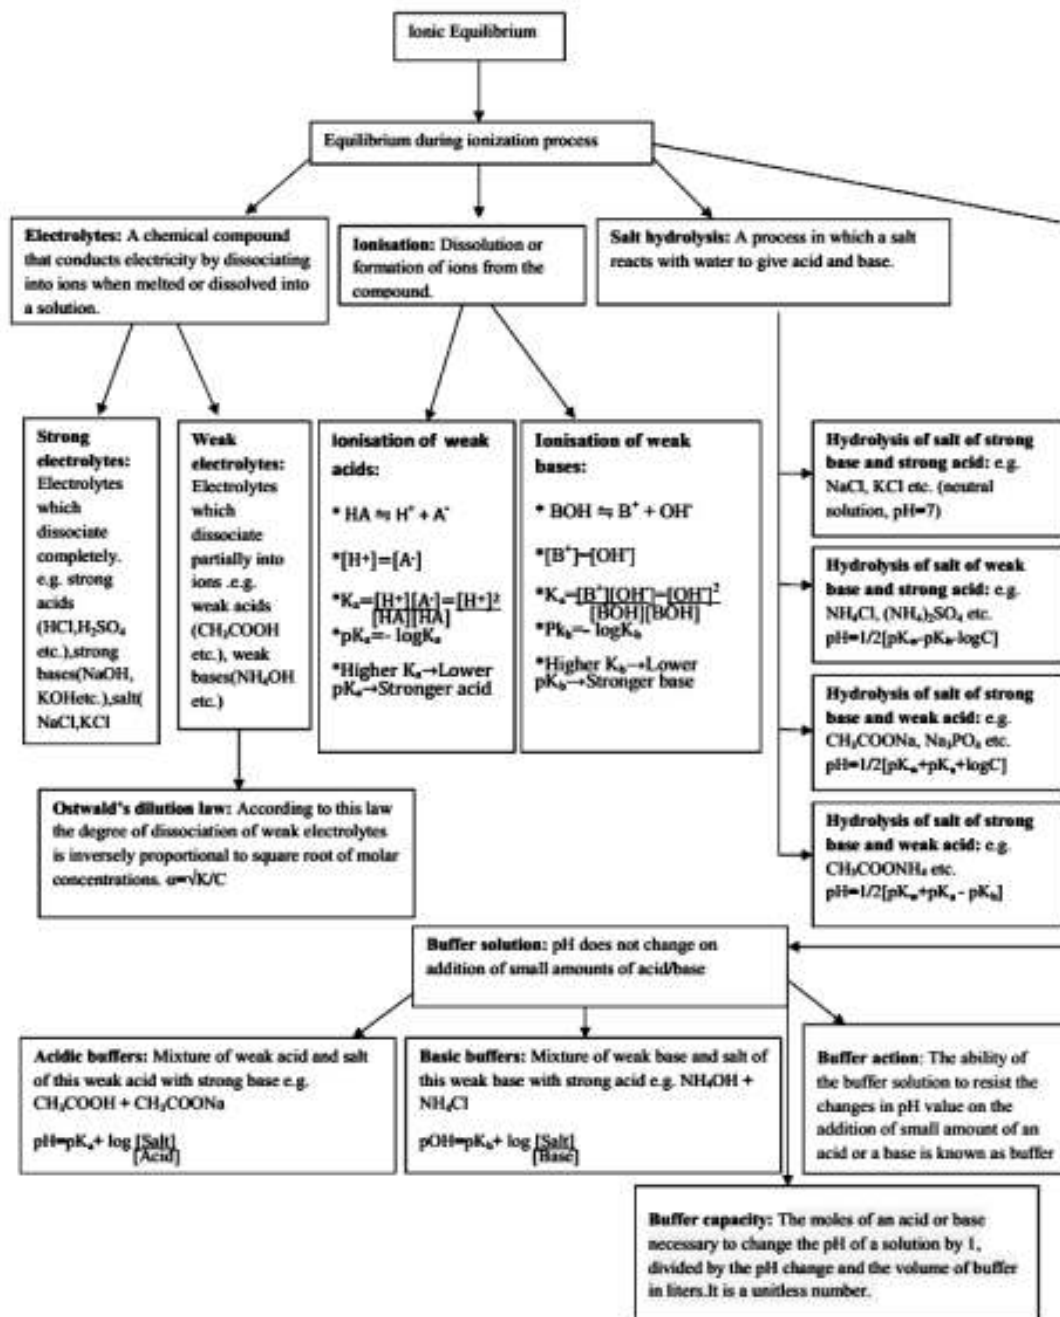 Ionic Equilibrium
Equilibrium during ionization process
Electrolytes: A chemical compound
that conducts electricity by dissociating
into ions when melted or dissolved into
a solution.
Ionisation: Dissolution or
formation of ions from the
compound.
Salt hydrolysis: A process in which a salt
reacts with water to give acid and base.
Strong
electrolytes:
Electrolytes
which
dissociate
completely.
e.g. strong
acids
(HCl,H₂SO₄
etc.),strong
bases(NaOH,
KOHetc.),salt(
NaCl,KCl
Weak
electrolytes:
Electrolytes
which
dissociate
partially into
ions .e.g.
weak acids
(CH₃COOH
etc.), weak
bases(NH₄OH
etc.)
Ionisation of weak
acids:
* HA ⇋ H⁺ + A⁻
*[H⁺]=[A⁻]
*Kₐ=[H⁺][A⁻]=[H⁺]²
[HA][HA]
*pKₐ=- logKₐ
*Higher Kₐ→Lower
pKₐ→Stronger acid
Ionisation of weak
bases:
* BOH ⇋ B⁺ + OH⁻
*[B⁺]=[OH⁻]
*Kₐ=[B⁺][OH⁻]=[OH⁻]²
[BOH][BOH]
*Pk_b=- logK_b
*Higher K_b→Lower
pK_b→Stronger base
Hydrolysis of salt of strong
base and strong acid: e.g.
NaCl, KCl etc. (neutral
solution, pH=7)
Hydrolysis of salt of weak
base and strong acid: e.g.
NH₄Cl, (NH₄)₂SO₄ etc.
pH=1/2[pK_w-pK_b-logC]
Hydrolysis of salt of strong
base and weak acid: e.g.
CH₃COONa, Na₃PO₄ etc.
pH=1/2[pK_w+pKₐ+logC]
Hydrolysis of salt of strong
base and weak acid: e.g.
CH₃COONH₄ etc.
pH=1/2[pK_w+pKₐ - pK_b]
Ostwald's dilution law: According to this law
the degree of dissociation of weak electrolytes
is inversely proportional to square root of molar
concentrations. α=√K/C
Buffer solution: pH does not change on
addition of small amounts of acid/base
Acidic buffers: Mixture of weak acid and salt
of this weak acid with strong base e.g.
CH₃COOH + CH₃COONa
pH=pKₐ+ log [Salt]
[Acid]
Basic buffers: Mixture of weak base and salt of
this weak base with strong acid e.g. NH₄OH +
NH₄Cl
pOH=pK_b+ log [Salt]
[Base]
Buffer action: The ability of
the buffer solution to resist the
changes in pH value on the
addition of small amount of an
acid or a base is known as buffer
Buffer capacity: The moles of an acid or base
necessary to change the pH of a solution by 1,
divided by the pH change and the volume of buffer
in liters.It is a unitless number.